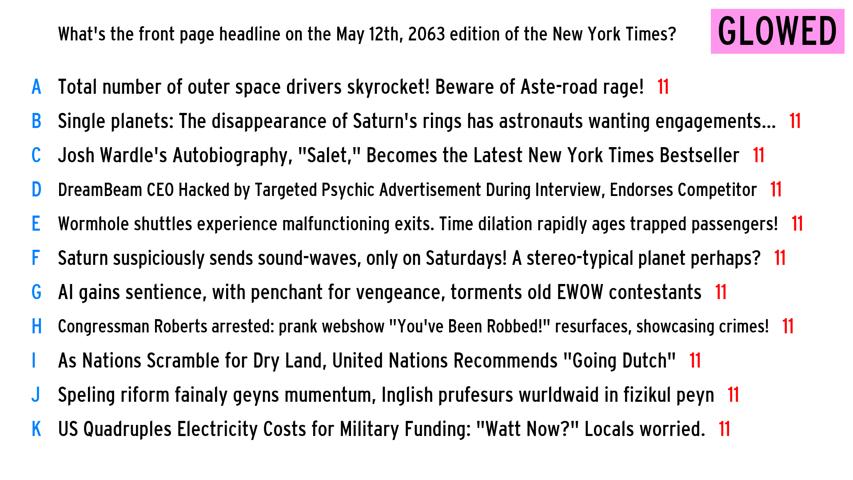 What's the front page headline on the May 12th, 2063 edition of the New York Times?
GLOWED
A Total number of outer space drivers skyrocket! Beware of Aste-road rage! 11
B Single planets: The disappearance of Saturn's rings has astronauts wanting engagements... 11
C Josh Wardle's Autobiography, "Salet," Becomes the Latest New York Times Bestseller 11
D DreamBeam CEO Hacked by Targeted Psychic Advertisement During Interview, Endorses Competitor 11
E Wormhole shuttles experience malfunctioning exits. Time dilation rapidly ages trapped passengers! 11
F Saturn suspiciously sends sound-waves, only on Saturdays! A stereo-typical planet perhaps? 11
G AI gains sentience, with penchant for vengeance, torments old EWOW contestants 11
H Congressman Roberts arrested: prank webshow "You've Been Robbed!" resurfaces, showcasing crimes! 11
I As Nations Scramble for Dry Land, United Nations Recommends "Going Dutch" 11
J Speling riform fainaly geyns mumentum, Inglish prufesurs wurldwaid in fizikul peyn 11
K US Quadruples Electricity Costs for Military Funding: "Watt Now?" Locals worried. 11